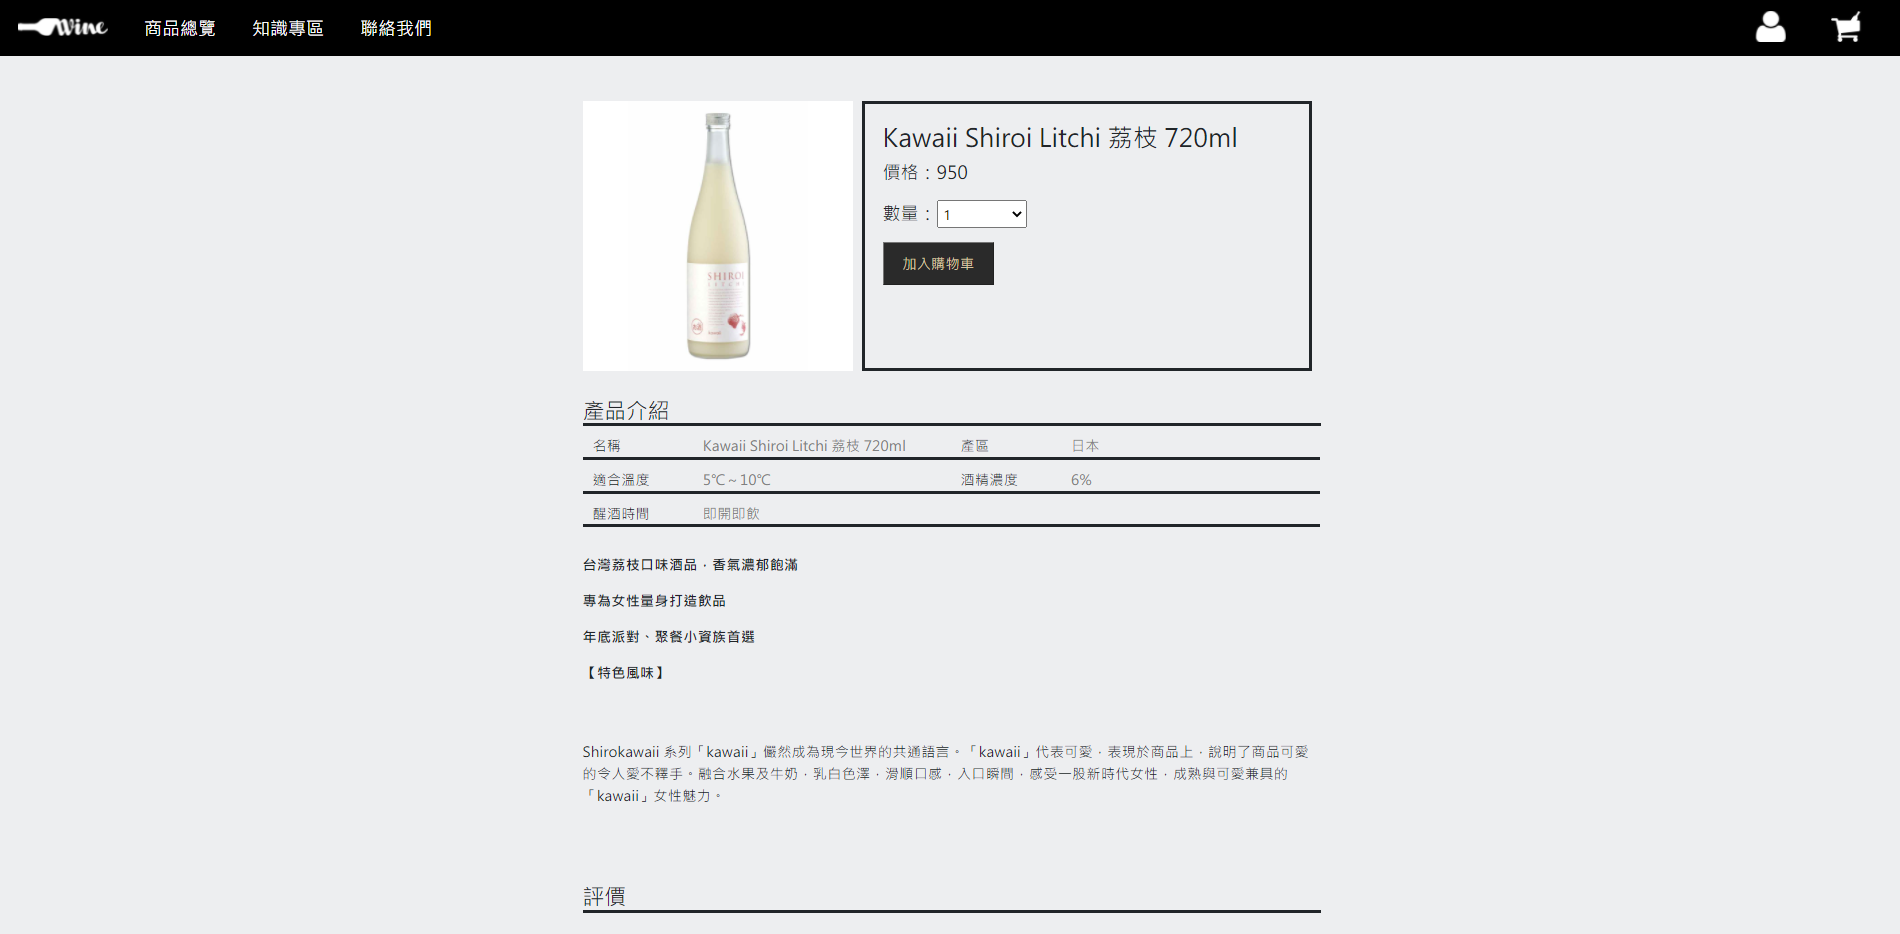 Wine 商品總覽 知識專區 聯絡我們
Kawaii Shiroi Litchi 荔枝 720ml
價格：950
數量：1
加入購物車
SHIROI
LITCHI
產品介紹
名稱 Kawaii Shiroi Litchi 荔枝 720ml 產區 日本
適合溫度 5℃～10℃ 酒精濃度 6%
醒酒時間 即開即飲
台灣荔枝口味酒品，香氣濃郁飽滿
專為女性量身打造飲品
年底派對、聚餐小資族首選
【特色風味】
Shirokawaii 系列「kawaii」儼然成為現今世界的共通語言。「kawaii」代表可愛，表現於商品上，說明了商品可愛
的令人愛不釋手。融合水果及牛奶，乳白色澤，滑順口感，入口瞬間，感受一股新時代女性，成熟與可愛兼具的
「kawaii」女性魅力。
評價